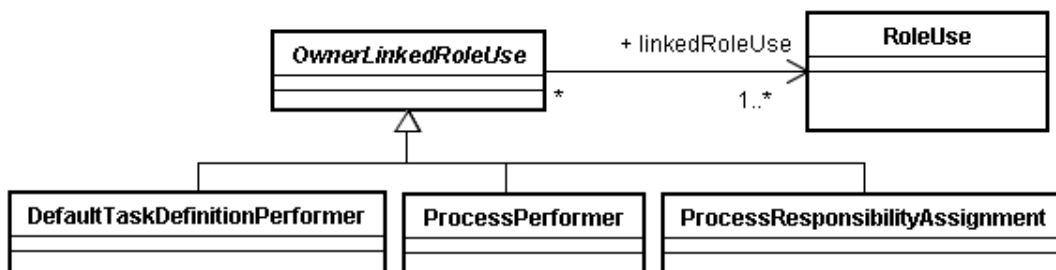 OwnerLinkedRoleUse
+ linkedRoleUse
RoleUse
*
1..*
DefaultTaskDefinitionPerformer
ProcessPerformer
ProcessResponsibilityAssignment